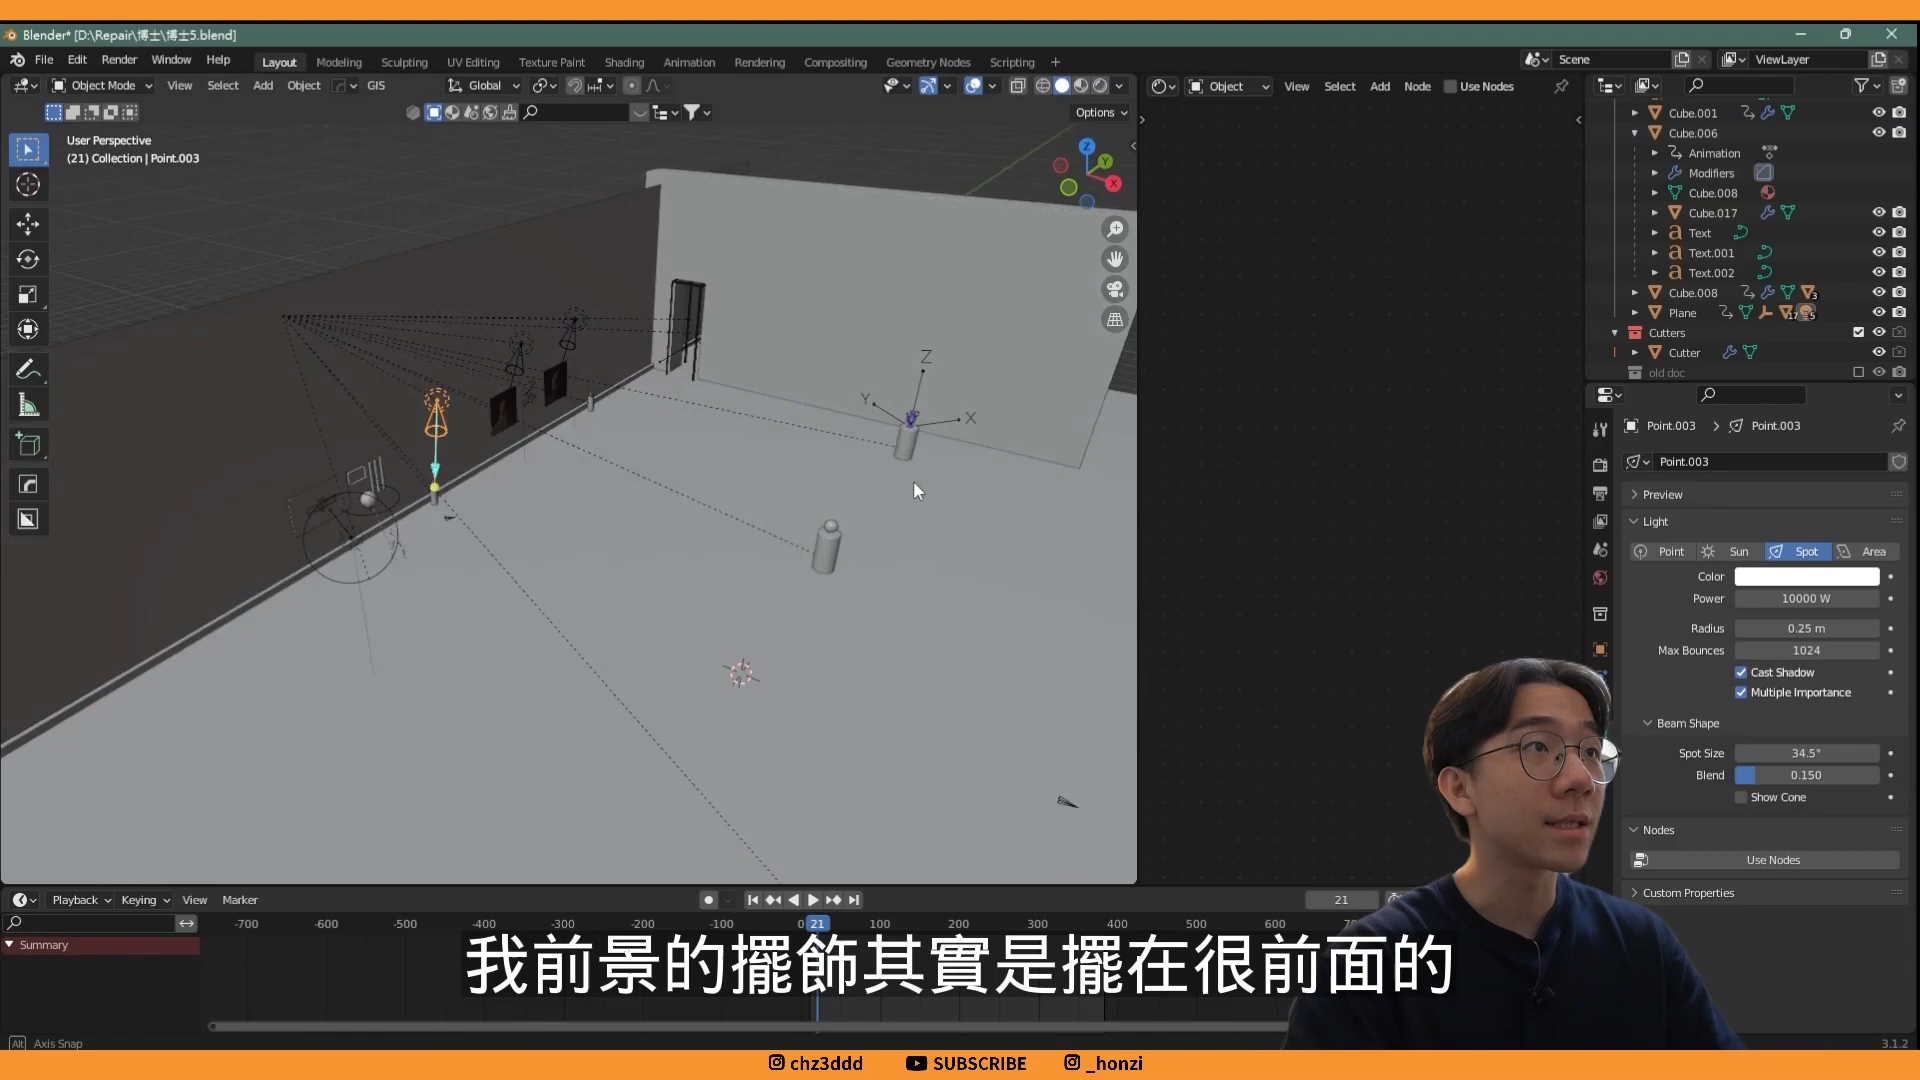 Blender* [D:\Repair\博士\博士5.blend]
File Edit Render Window Help
Layout Modeling Sculpting UV Editing Texture Paint Shading Animation Rendering Compositing Geometry Nodes Scripting +
Scene ViewLayer
Object Mode View Select Add Object GIS Global
Object View Select Add Node Use Nodes
Options
User Perspective
(21) Collection | Point.003
Z
Y
X
Z
Y
X
Cube.001
Cube.006
Animation
Modifiers
Cube.008
Cube.017
Text
Text.001
Text.002
Cube.008 3
Plane 17 5
Cutters
Cutter
old doc
Point.003 > Point.003
Point.003
Preview
Light
Point Sun Spot Area
Color
Power 10000 W
Radius 0.25 m
Max Bounces 1024
Cast Shadow
Multiple Importance
Beam Shape
Spot Size 34.5°
Blend 0.150
Show Cone
Nodes
Use Nodes
Custom Properties
Playback Keying View Marker
21
-700 -600 -500 -400 -300 -200 -100 0 21 100 200 300 400 500 600
Summary
我前景的擺飾其實是擺在很前面的
Alt Axis Snap
3.1.2
chz3ddd SUBSCRIBE _honzi